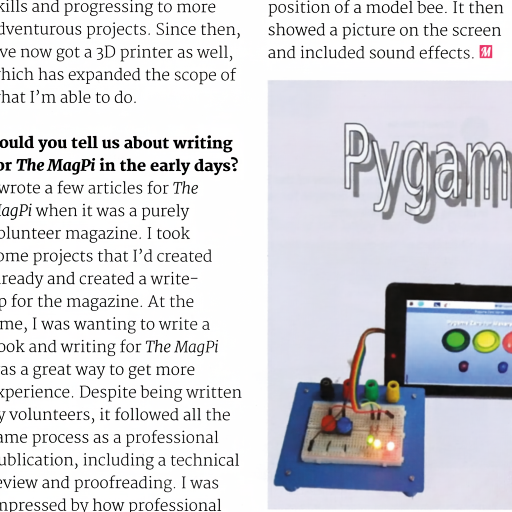 kills and progressing to more
dventurous projects. Since then,
ve now got a 3D printer as well,
hich has expanded the scope of
hat I'm able to do.
ould you tell us about writing
or The MagPi in the early days?
wrote a few articles for The
MagPi when it was a purely
olunteer magazine. I took
ome projects that I'd created
ready and created a write-
p for the magazine. At the
me, I was wanting to write a
ook and writing for The MagPi
as a great way to get more
xperience. Despite being written
y volunteers, it followed all the
ame process as a professional
ublication, including a technical
eview and proofreading. I was
mpressed by how professional
position of a model bee. It then
showed a picture on the screen
and included sound effects. M
Pygam